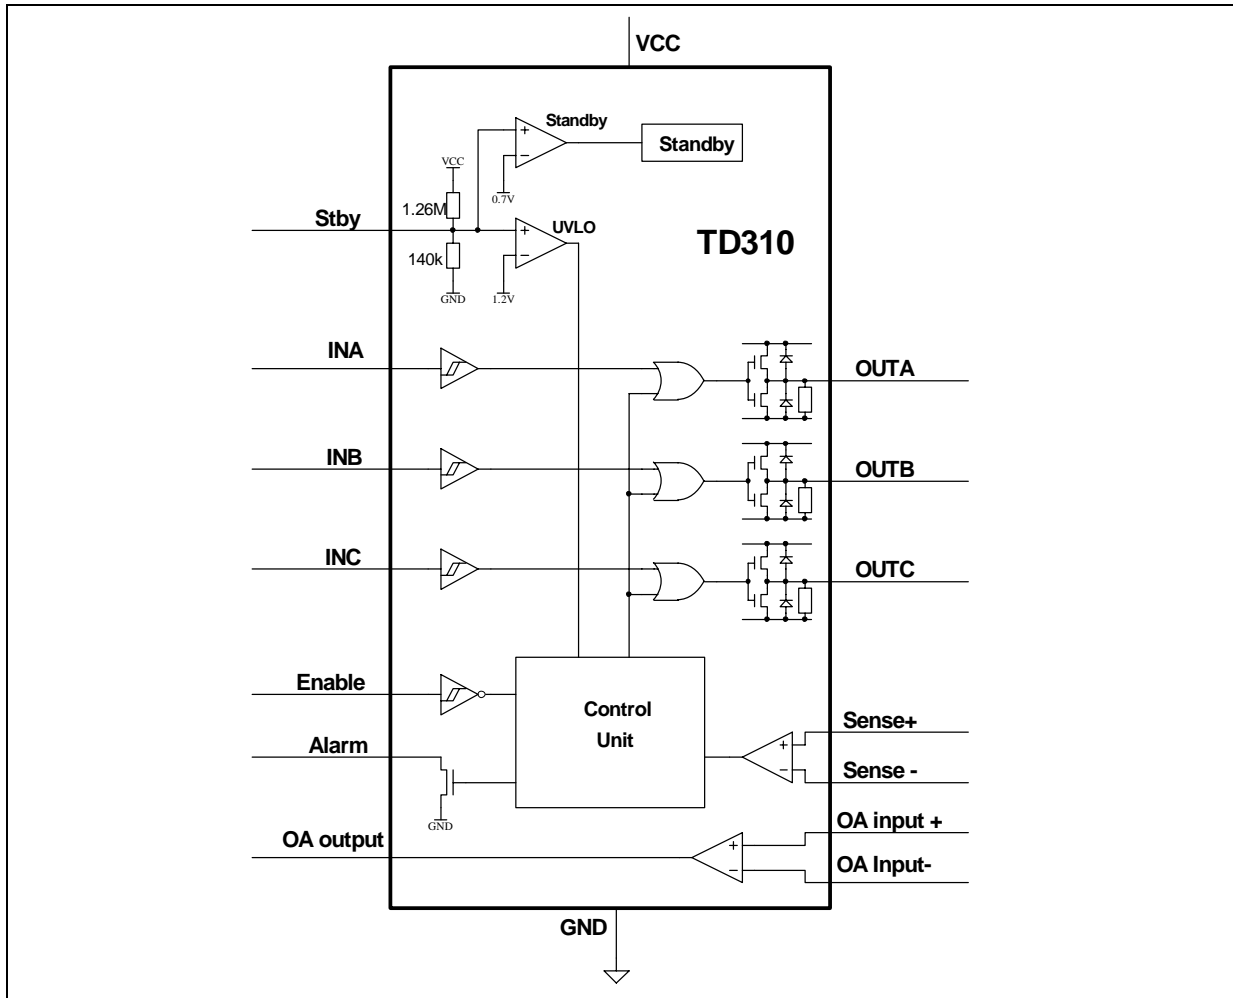 VCC
Standby
Standby
VCC
0.7V
1.26M
Stby
UVLO
TD310
140k
GND
1.2V
INA
OUTA
INB
OUTB
INC
OUTC
Enable
Control
Unit
Sense+
Alarm
Sense -
GND
OA input +
OA output
OA Input-
GND